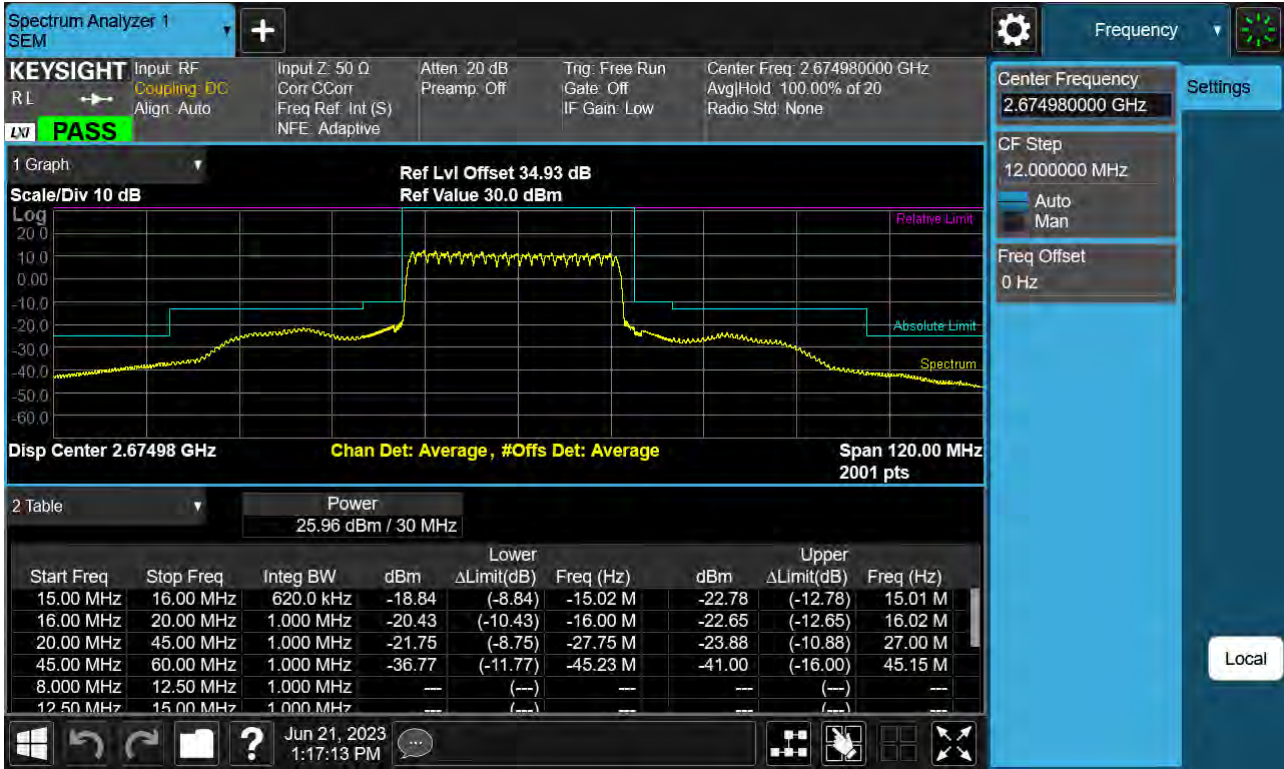 Spectrum Analyzer 1
SEM
+
Frequency
KEYSIGHT
R L
LXI
PASS
Input: RF
Coupling: DC
Align: Auto
Input Z: 50 Ω
Corr CCorr
Freq Ref: Int (S)
NFE: Adaptive
Atten: 20 dB
Preamp: Off
Trig: Free Run
Gate: Off
IF Gain: Low
Center Freq: 2.674980000 GHz
Avg|Hold: 100.00% of 20
Radio Std: None
Center Frequency
2.674980000 GHz
Settings
CF Step
12.000000 MHz
Auto
Man
Freq Offset
0 Hz
Local
1 Graph
Scale/Div 10 dB
Ref Lvl Offset 34.93 dB
Ref Value 30.0 dBm
Log
20.0
10.0
0.00
-10.0
-20.0
-30.0
-40.0
-50.0
-60.0
Relative Limit
Absolute Limit
Spectrum
Disp Center 2.67498 GHz
Chan Det: Average, #Offs Det: Average
Span 120.00 MHz
2001 pts
2 Table
Power
25.96 dBm / 30 MHz
Lower Upper
Start Freq Stop Freq Integ BW dBm ΔLimit(dB) Freq (Hz) dBm ΔLimit(dB) Freq (Hz)
15.00 MHz 16.00 MHz 620.0 kHz -18.84 (-8.84) -15.02 M -22.78 (-12.78) 15.01 M
16.00 MHz 20.00 MHz 1.000 MHz -20.43 (-10.43) -16.00 M -22.65 (-12.65) 16.02 M
20.00 MHz 45.00 MHz 1.000 MHz -21.75 (-8.75) -27.75 M -23.88 (-10.88) 27.00 M
45.00 MHz 60.00 MHz 1.000 MHz -36.77 (-11.77) -45.23 M -41.00 (-16.00) 45.15 M
8.000 MHz 12.50 MHz 1.000 MHz --- (---) --- --- (---) ---
12.50 MHz 15.00 MHz 1.000 MHz --- (---) --- --- (---) ---
?
Jun 21, 2023
1:17:13 PM